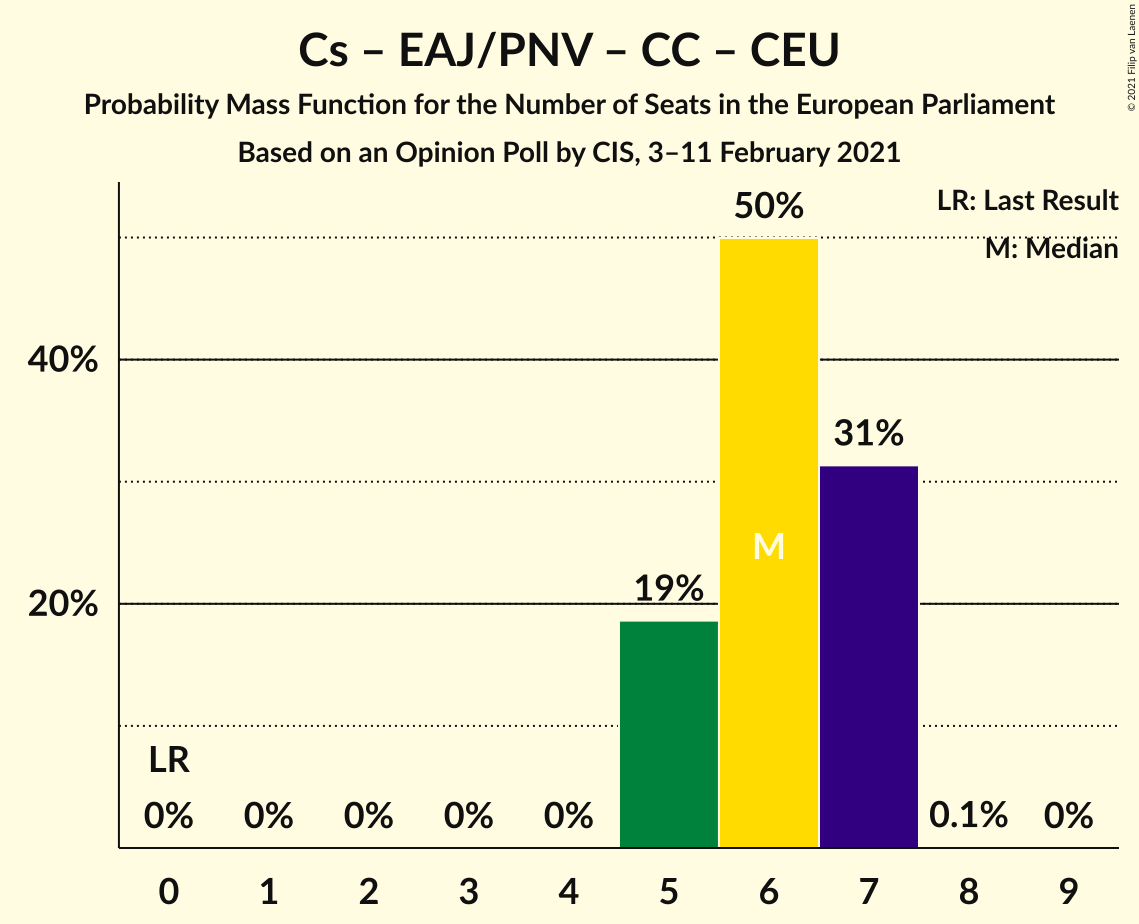 Cs – EAJ/PNV – CC – CEU
Probability Mass Function for the Number of Seats in the European Parliament
Based on an Opinion Poll by CIS, 3–11 February 2021
© 2021 Filip van Laenen
LR: Last Result
M: Median
50%
40%
31%
M
19%
20%
LR
0% 0% 0% 0% 0% 0.1% 0%
0 1 2 3 4 5 6 7 8 9